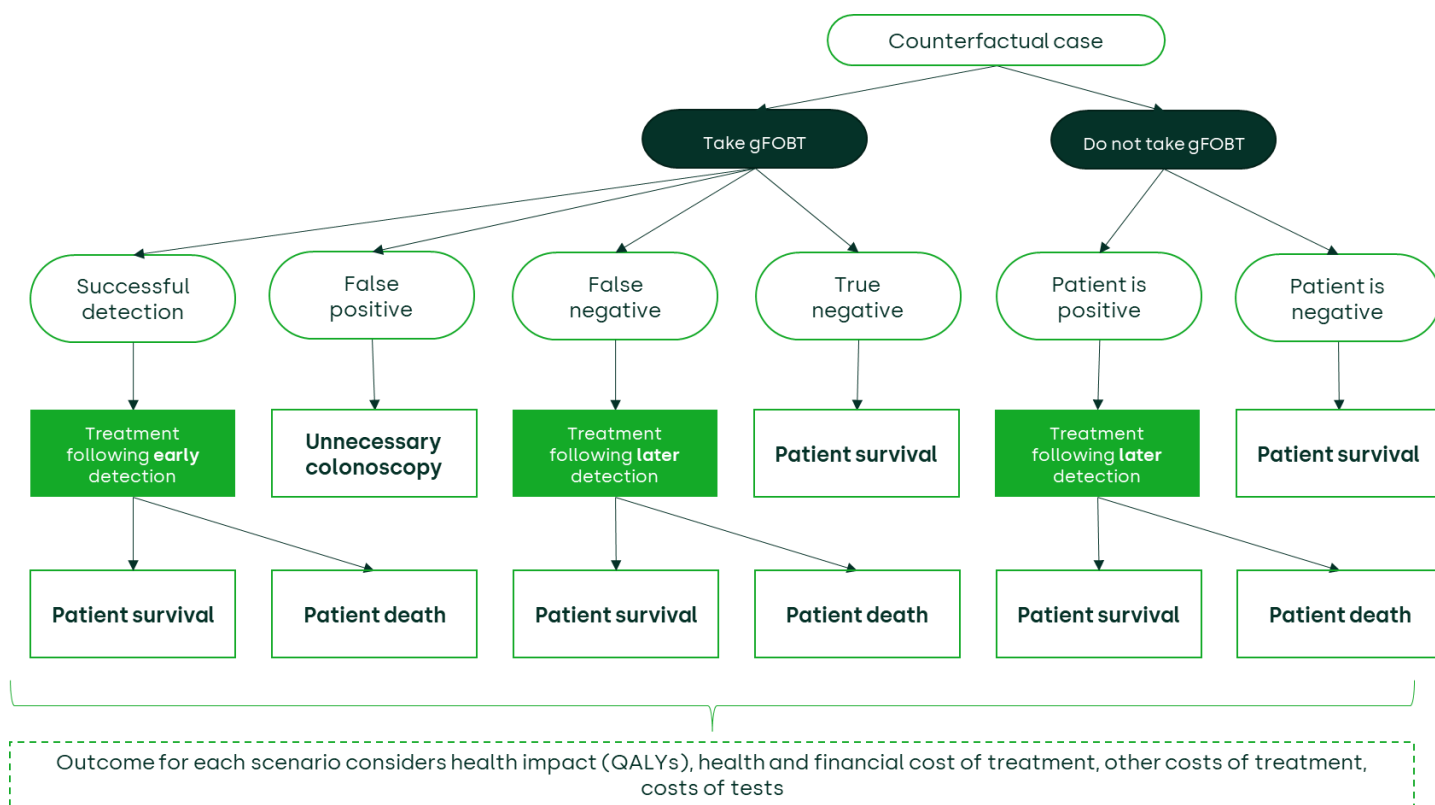 Counterfactual case
Take gFOBT
Do not take gFOBT
Successful
detection
False
positive
False
negative
True
negative
Patient is
positive
Patient is
negative
Treatment
following early
detection
Unnecessary
colonoscopy
Treatment
following later
detection
Patient survival
Treatment
following later
detection
Patient survival
Patient survival
Patient death
Patient survival
Patient death
Patient survival
Patient death
Outcome for each scenario considers health impact (QALYs), health and financial cost of treatment, other costs of treatment,
costs of tests